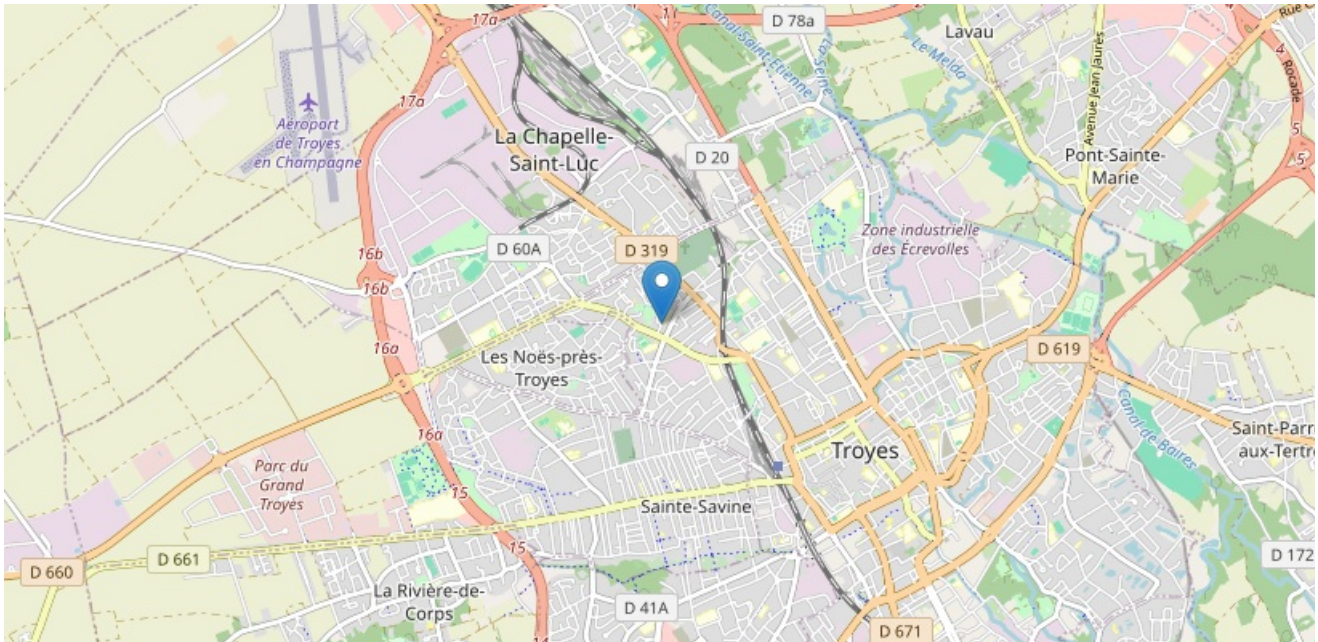 17a
D 78a
Canal Saint-Etienne
La Seine
Lavau
Le Melda
Avenue Jean Jaurès
4
Rocade
5
5
17a
Aéroport
de Troyes
en Champagne
La Chapelle-
Saint-Luc
D 20
Pont-Sainte-
Marie
Zone industrielle
des Écrevolles
16b
D 60A
D 319
16b
16a
Les Noës-près-
Troyes
D 619
Canal de Baires
16a
Troyes
Saint-Parr
aux-Tertre
Parc du
Grand
Troyes
15
Sainte-Savine
15
D 661
D 660
La Rivière-de-
Corps
D 41A
D 172
D 671